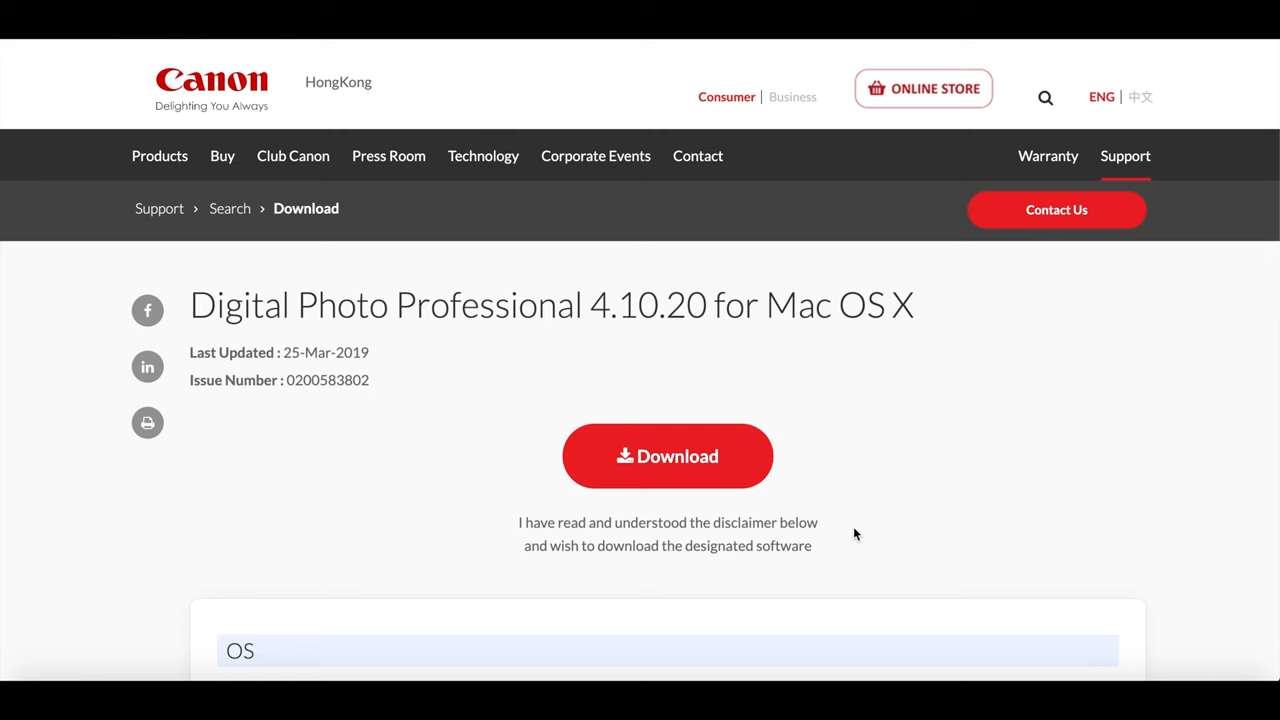 Canon
Delighting You Always
HongKong
Consumer | Business
ONLINE STORE
ENG | 中文
Products Buy Club Canon Press Room Technology Corporate Events Contact Warranty Support
Support › Search › Download
Contact Us
Digital Photo Professional 4.10.20 for Mac OS X
Last Updated : 25-Mar-2019
Issue Number : 0200583802
Download
I have read and understood the disclaimer below
and wish to download the designated software
OS